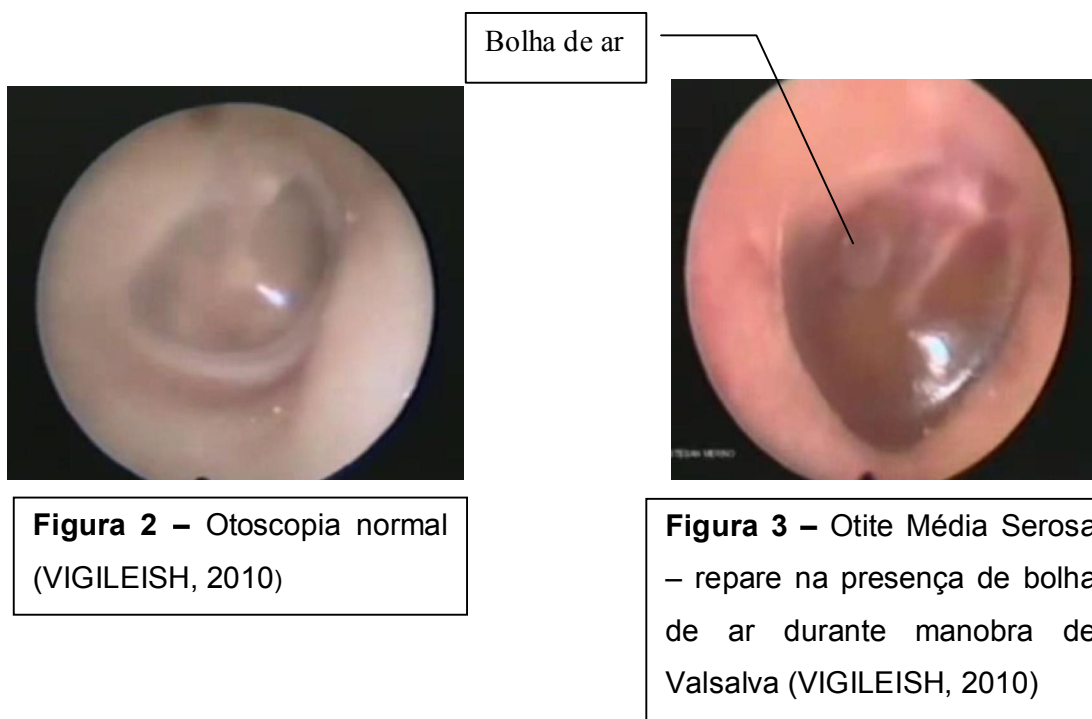 Bolha de ar
Figura 2 – Otoscopia normal
(VIGILEISH, 2010)
Figura 3 – Otite Média Serosa
– repare na presença de bolha
de ar durante manobra de
Valsalva (VIGILEISH, 2010)